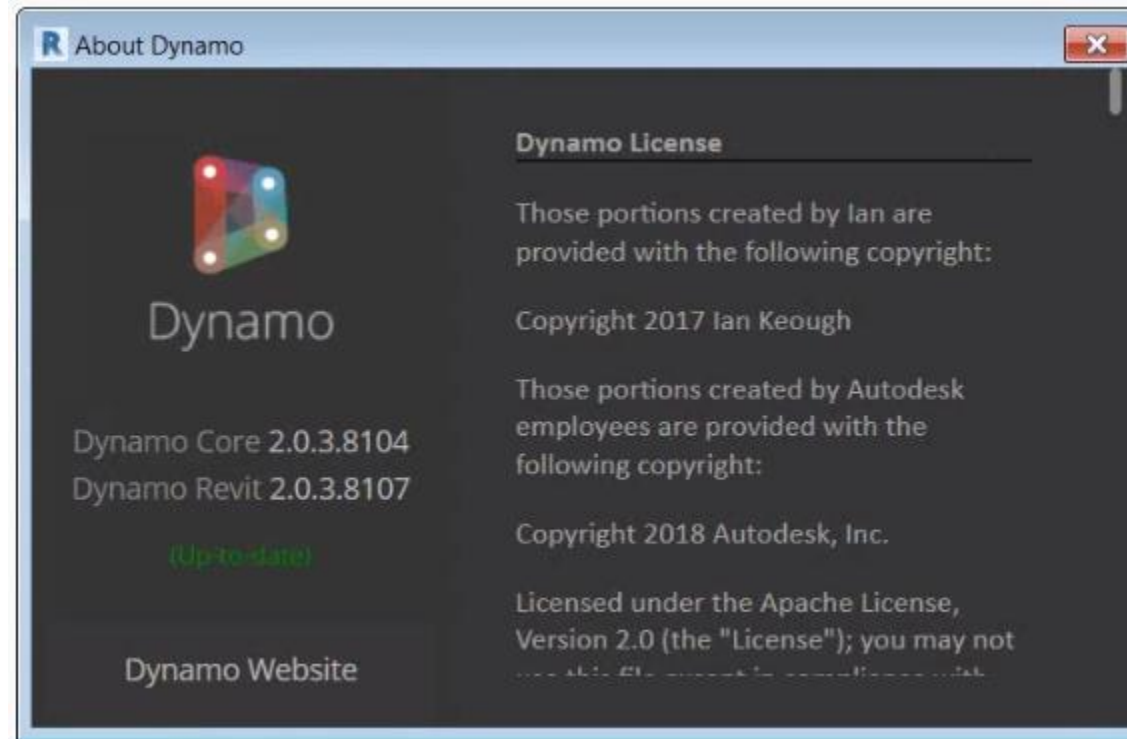 About Dynamo
Dynamo
Dynamo Core 2.0.3.8104
Dynamo Revit 2.0.3.8107
(Up-to-date)
Dynamo Website
Dynamo License
Those portions created by Ian are
provided with the following copyright:
Copyright 2017 Ian Keough
Those portions created by Autodesk
employees are provided with the
following copyright:
Copyright 2018 Autodesk, Inc.
Licensed under the Apache License,
Version 2.0 (the "License"); you may not